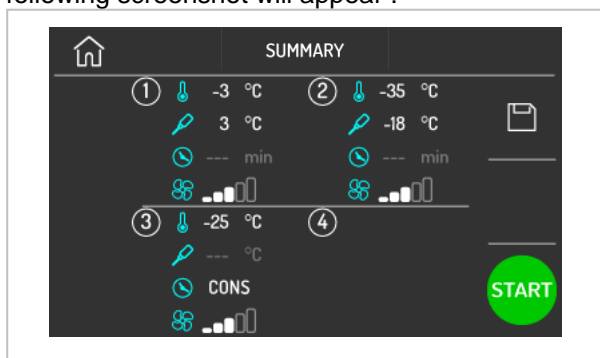 following screenshot will appear :
SUMMARY
1 -3 °C 2 -35 °C
3 °C -18 °C
--- min --- min
3 -25 °C 4
--- °C
CONS
START